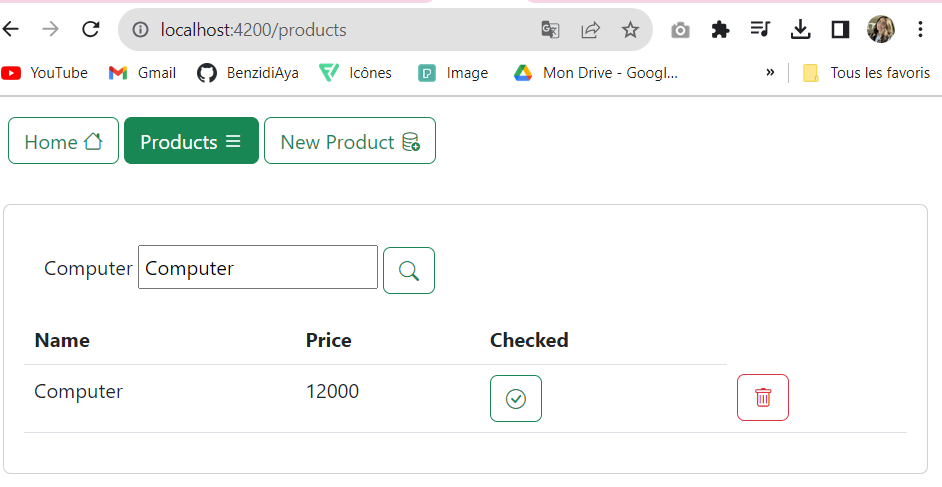 localhost:4200/products
YouTube Gmail BenzidiAya Icônes Image Mon Drive - Googl... » Tous les favoris
Home Products New Product
Computer Computer
Name Price Checked
Computer 12000